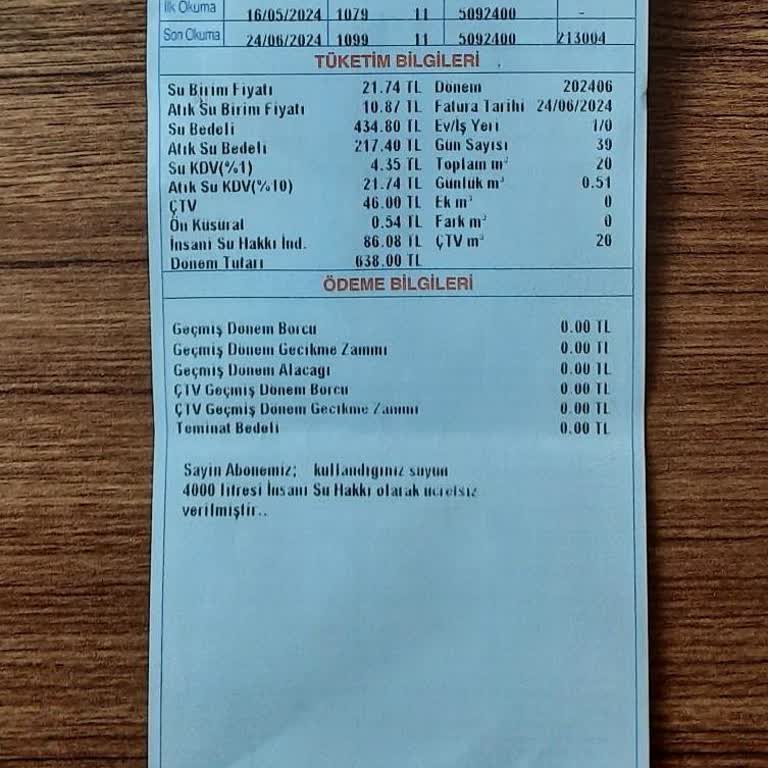 İlk Okuma 16/05/2024 1079 11 5092400 -
Son Okuma 24/06/2024 1099 11 5092400 213004
TÜKETİM BİLGİLERİ
Su Birim Fiyatı 21.74 TL Dönem 202406
Atık Su Birim Fiyatı 10.87 TL Fatura Tarihi 24/06/2024
Su Bedeli 434.80 TL Ev/İş Yeri 1/0
Atık Su Bedeli 217.40 TL Gün Sayısı 39
Su KDV(%1) 4.35 TL Toplam m³ 20
Atık Su KDV(%10) 21.74 TL Günlük m³ 0.51
ÇTV 46.00 TL Ek m³ 0
Ön Küsural 0.54 TL Fark m³ 0
İnsani Su Hakkı İnd. 86.08 TL ÇTV m³ 20
Dönem Tutarı 638.00 TL
ÖDEME BİLGİLERİ
Geçmiş Dönem Borcu 0.00 TL
Geçmiş Dönem Gecikme Zammı 0.00 TL
Geçmiş Dönem Alacağı 0.00 TL
ÇTV Geçmiş Dönem Borcu 0.00 TL
ÇTV Geçmiş Dönem Gecikme Zammı 0.00 TL
Teminat Bedeli 0.00 TL
Sayin Abonemiz; kullandıgınız suyun
4000 litresi İnsani Su Hakkı olarak ücretsiz
verilmiştir..